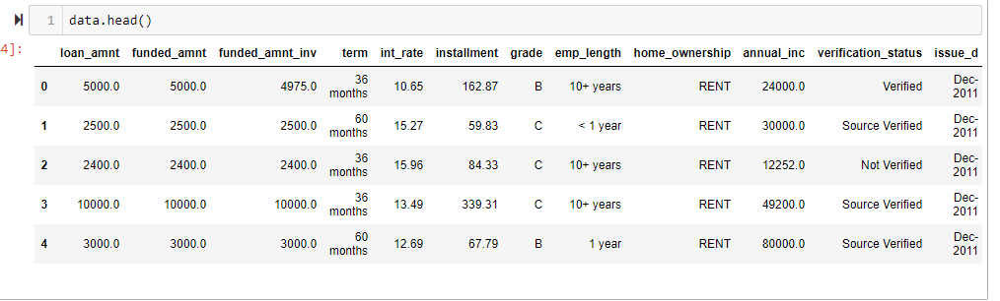 1 data.head()
4]:
loan_amnt funded_amnt funded_amnt_inv term int_rate installment grade emp_length home_ownership annual_inc verification_status issue_d
0 5000.0 5000.0 4975.0 36 months 10.65 162.87 B 10+ years RENT 24000.0 Verified Dec-2011
1 2500.0 2500.0 2500.0 60 months 15.27 59.83 C < 1 year RENT 30000.0 Source Verified Dec-2011
2 2400.0 2400.0 2400.0 36 months 15.96 84.33 C 10+ years RENT 12252.0 Not Verified Dec-2011
3 10000.0 10000.0 10000.0 36 months 13.49 339.31 C 10+ years RENT 49200.0 Source Verified Dec-2011
4 3000.0 3000.0 3000.0 60 months 12.69 67.79 B 1 year RENT 80000.0 Source Verified Dec-2011